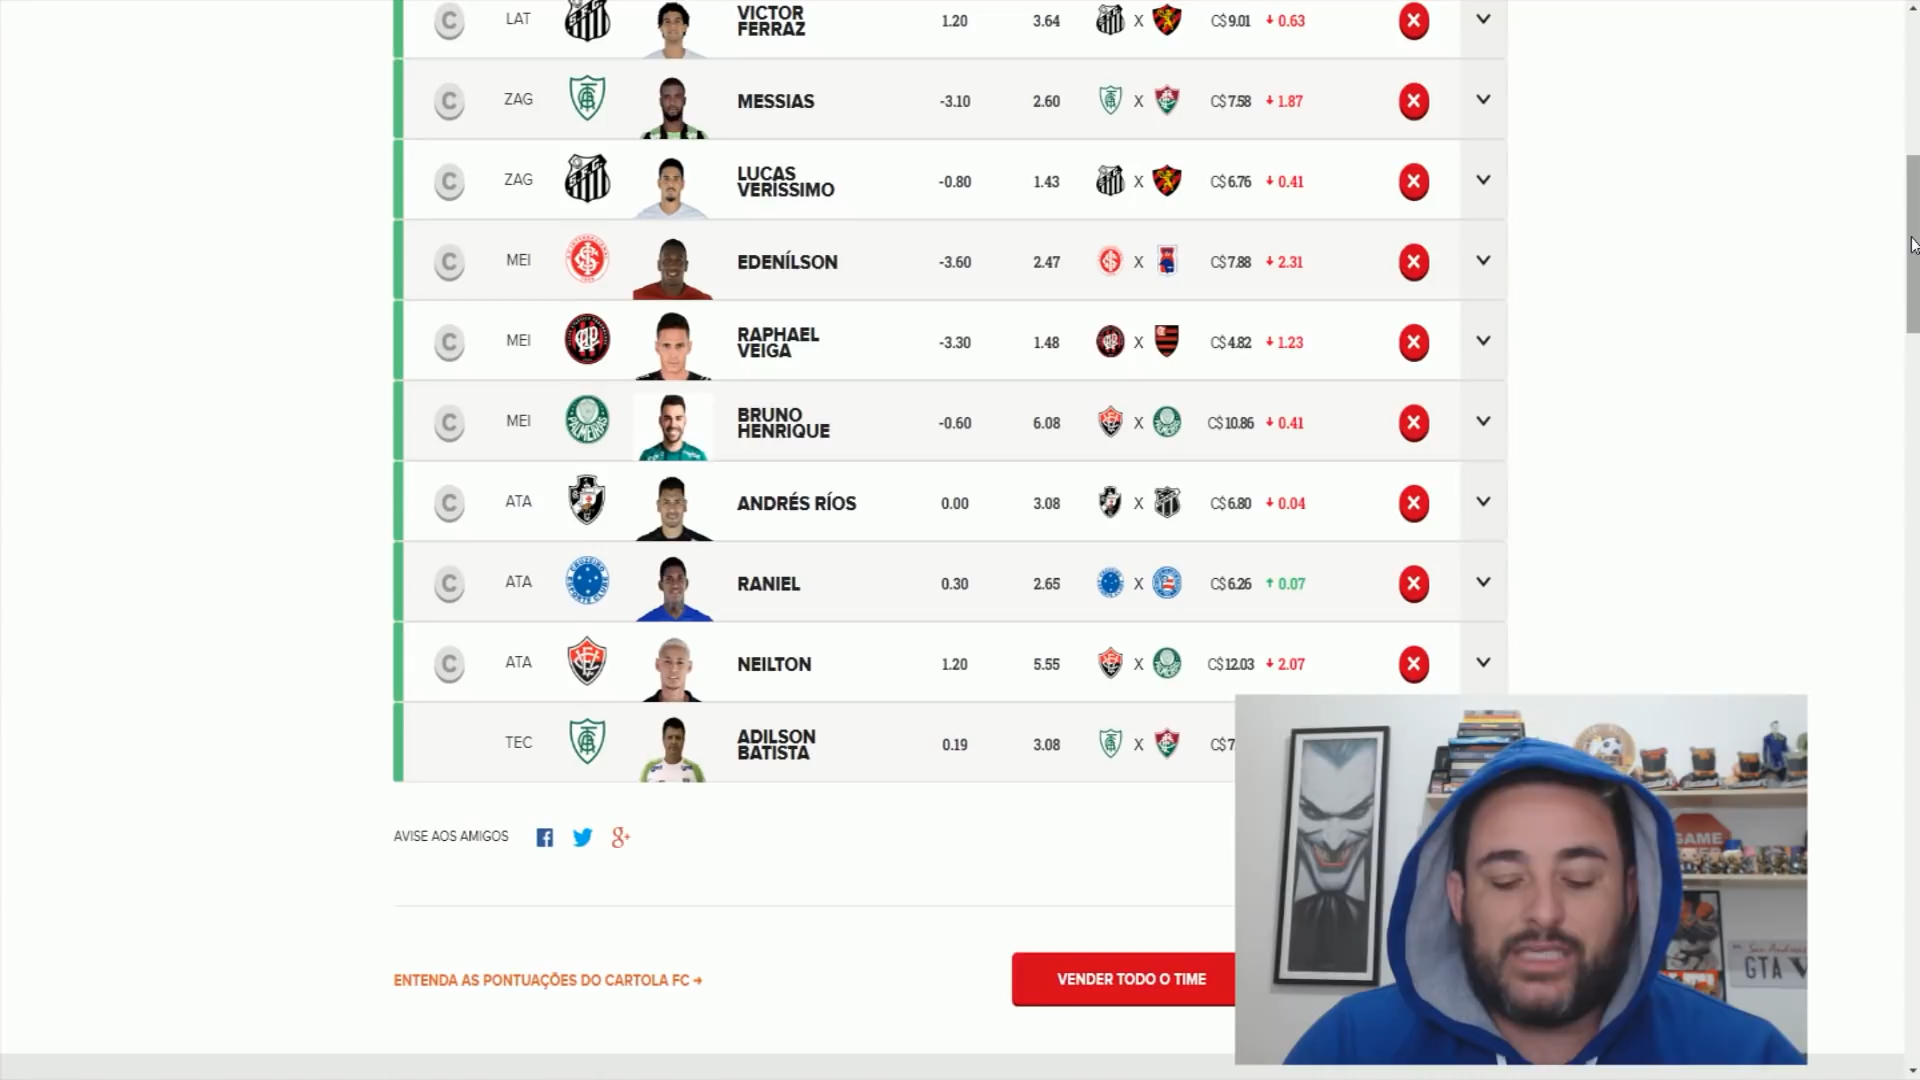 C LAT VICTOR FERRAZ 1.20 3.64 X C$ 9.01 0.63
C ZAG MESSIAS -3.10 2.60 X C$ 7.58 1.87
C ZAG LUCAS VERÍSSIMO -0.80 1.43 X C$ 6.76 0.41
C MEI EDENÍLSON -3.60 2.47 X C$ 7.88 2.31
C MEI RAPHAEL VEIGA -3.30 1.48 X C$ 4.82 1.23
C MEI BRUNO HENRIQUE -0.60 6.08 X C$ 10.86 0.41
C ATA ANDRÉS RÍOS 0.00 3.08 X C$ 6.80 0.04
C ATA RANIEL 0.30 2.65 X C$ 6.26 0.07
C ATA NEILTON 1.20 5.55 X C$ 12.03 2.07
TEC ADILSON BATISTA 0.19 3.08 X C$ 7
AVISE AOS AMIGOS
ENTENDA AS PONTUAÇÕES DO CARTOLA FC
VENDER TODO O TIME
GAME
GTA V